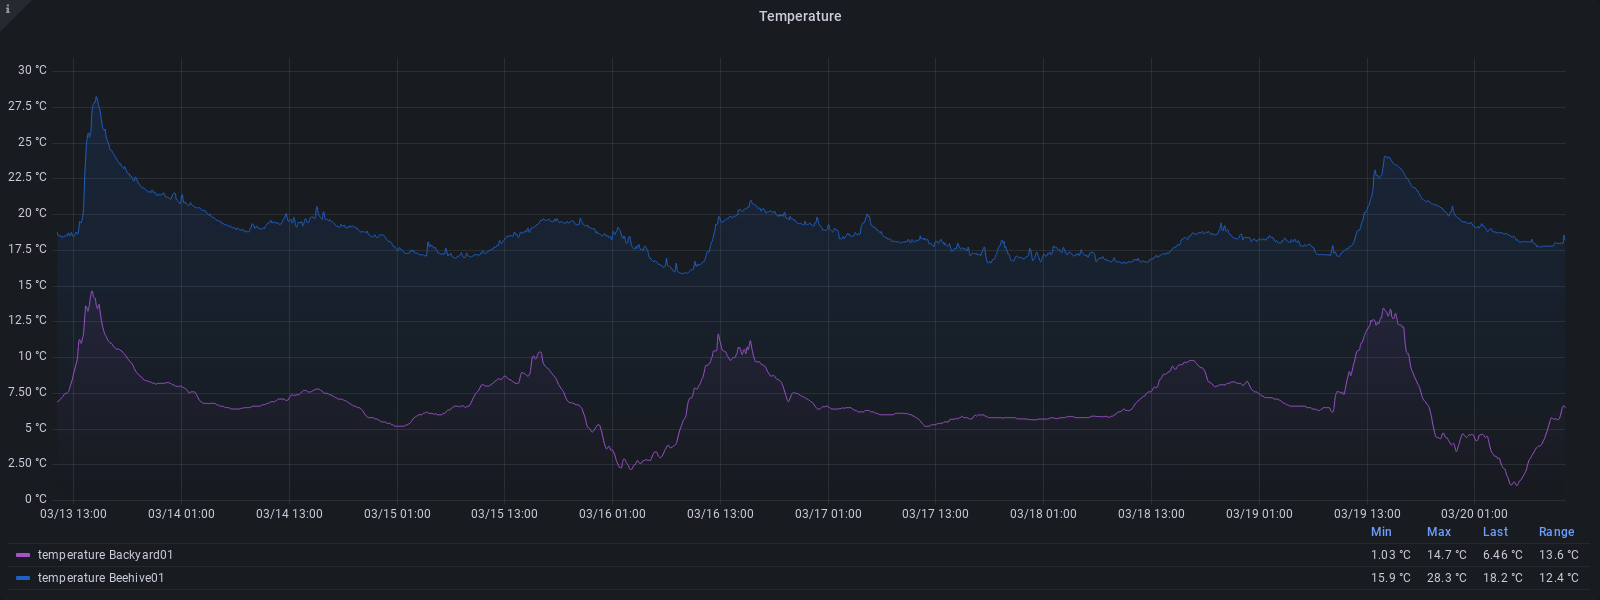 i
Temperature
30 °C
27.5 °C
25 °C
22.5 °C
20 °C
17.5 °C
15 °C
12.5 °C
10 °C
7.50 °C
5 °C
2.50 °C
0 °C
03/13 13:00 03/14 01:00 03/14 13:00 03/15 01:00 03/15 13:00 03/16 01:00 03/16 13:00 03/17 01:00 03/17 13:00 03/18 01:00 03/18 13:00 03/19 01:00 03/19 13:00 03/20 01:00
Min Max Last Range
temperature Backyard01 1.03 °C 14.7 °C 6.46 °C 13.6 °C
temperature Beehive01 15.9 °C 28.3 °C 18.2 °C 12.4 °C